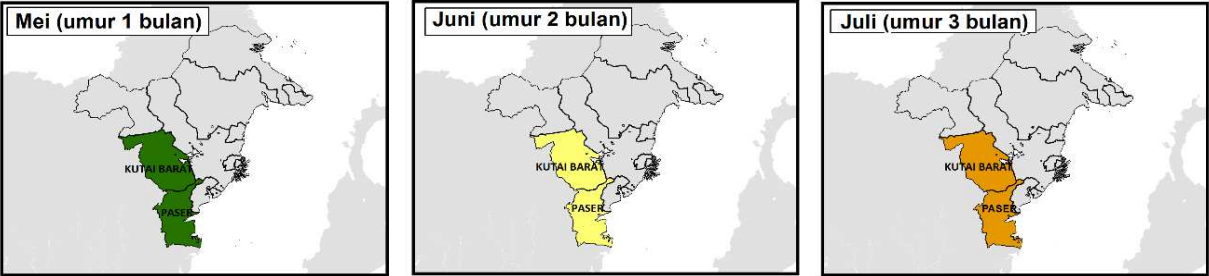 Mei (umur 1 bulan)
KUTAI BARAT
PASER
Juni (umur 2 bulan)
KUTAI BARAT
PASER
Juli (umur 3 bulan)
KUTAI BARAT
PASER